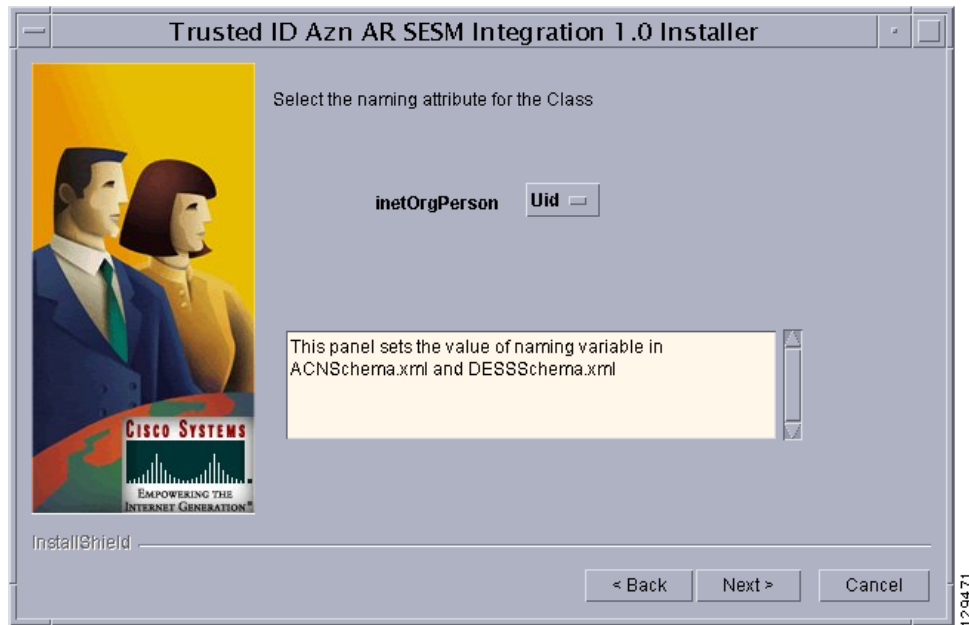 Trusted ID Azn AR SESM Integration 1.0 Installer
Select the naming attribute for the Class
inetOrgPerson Uid
This panel sets the value of naming variable in
ACNSchema.xml and DESSSchema.xml
CISCO SYSTEMS
EMPOWERING THE
INTERNET GENERATION
InstallShield
< Back Next > Cancel
129471